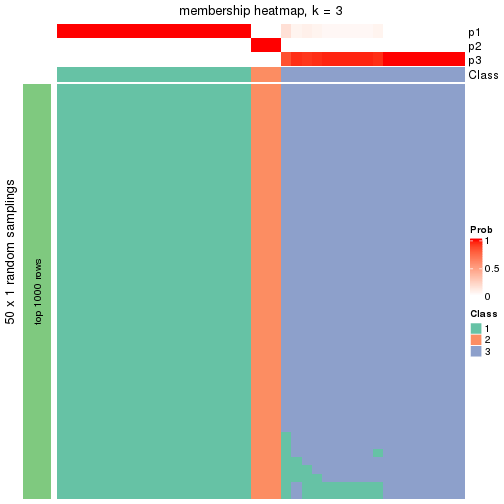 membership heatmap, k = 3
p1
p2
p3
Class
50 x 1 random samplings
top 1000 rows
Prob
1
0.5
0
Class
1
2
3